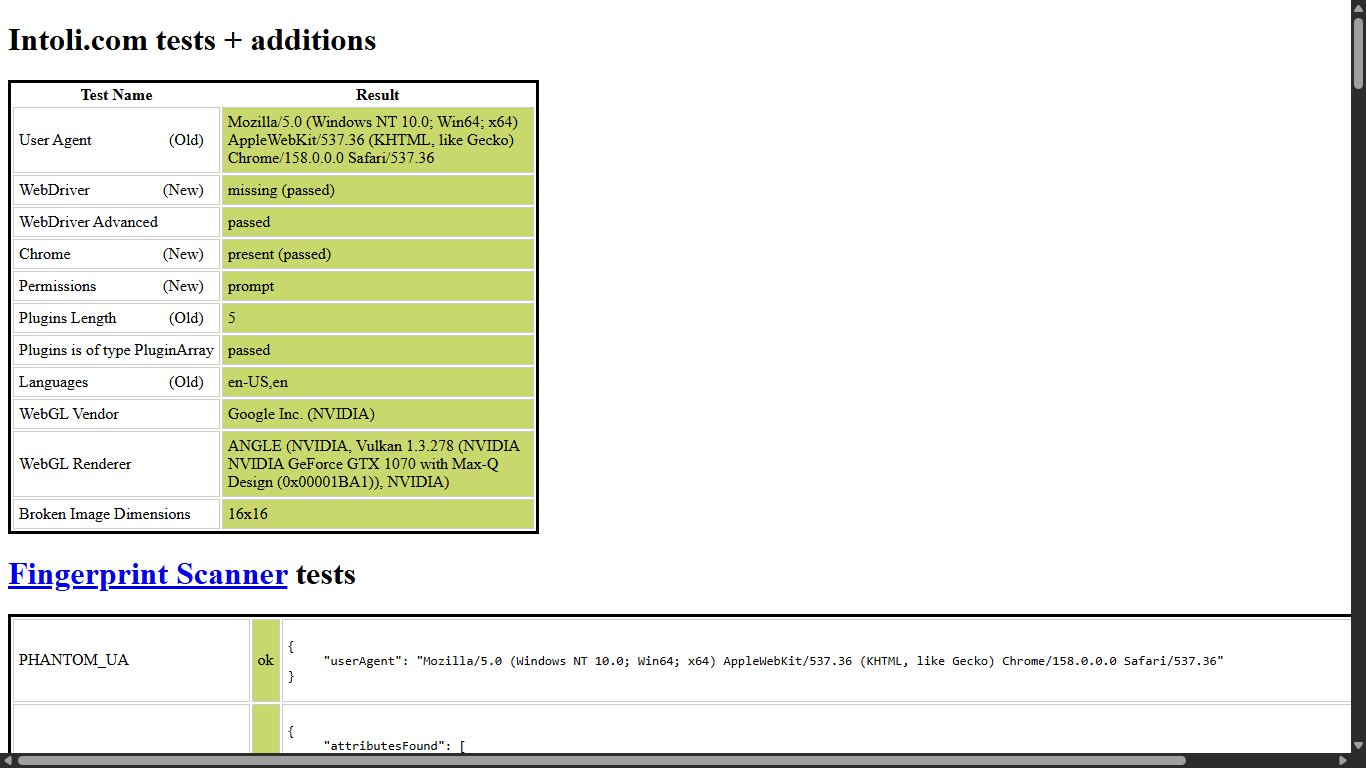 Intoli.com tests + additions
Test Name Result
User Agent (Old) Mozilla/5.0 (Windows NT 10.0; Win64; x64)
AppleWebKit/537.36 (KHTML, like Gecko)
Chrome/158.0.0.0 Safari/537.36
WebDriver (New) missing (passed)
WebDriver Advanced passed
Chrome (New) present (passed)
Permissions (New) prompt
Plugins Length (Old) 5
Plugins is of type PluginArray passed
Languages (Old) en-US,en
WebGL Vendor Google Inc. (NVIDIA)
WebGL Renderer ANGLE (NVIDIA, Vulkan 1.3.278 (NVIDIA
NVIDIA GeForce GTX 1070 with Max-Q
Design (0x00001BA1)), NVIDIA)
Broken Image Dimensions 16x16
Fingerprint Scanner tests
PHANTOM_UA ok {
"userAgent": "Mozilla/5.0 (Windows NT 10.0; Win64; x64) AppleWebKit/537.36 (KHTML, like Gecko) Chrome/158.0.0.0 Safari/537.36"
}
{
"attributesFound": [